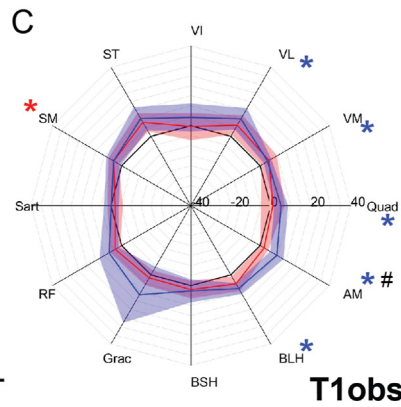 C
VI
ST
VL *
* SM
VM *
Sart
-40 -20 0 20 40 Quad
*
RF
AM * #
Grac
BLH *
BSH
T1obs